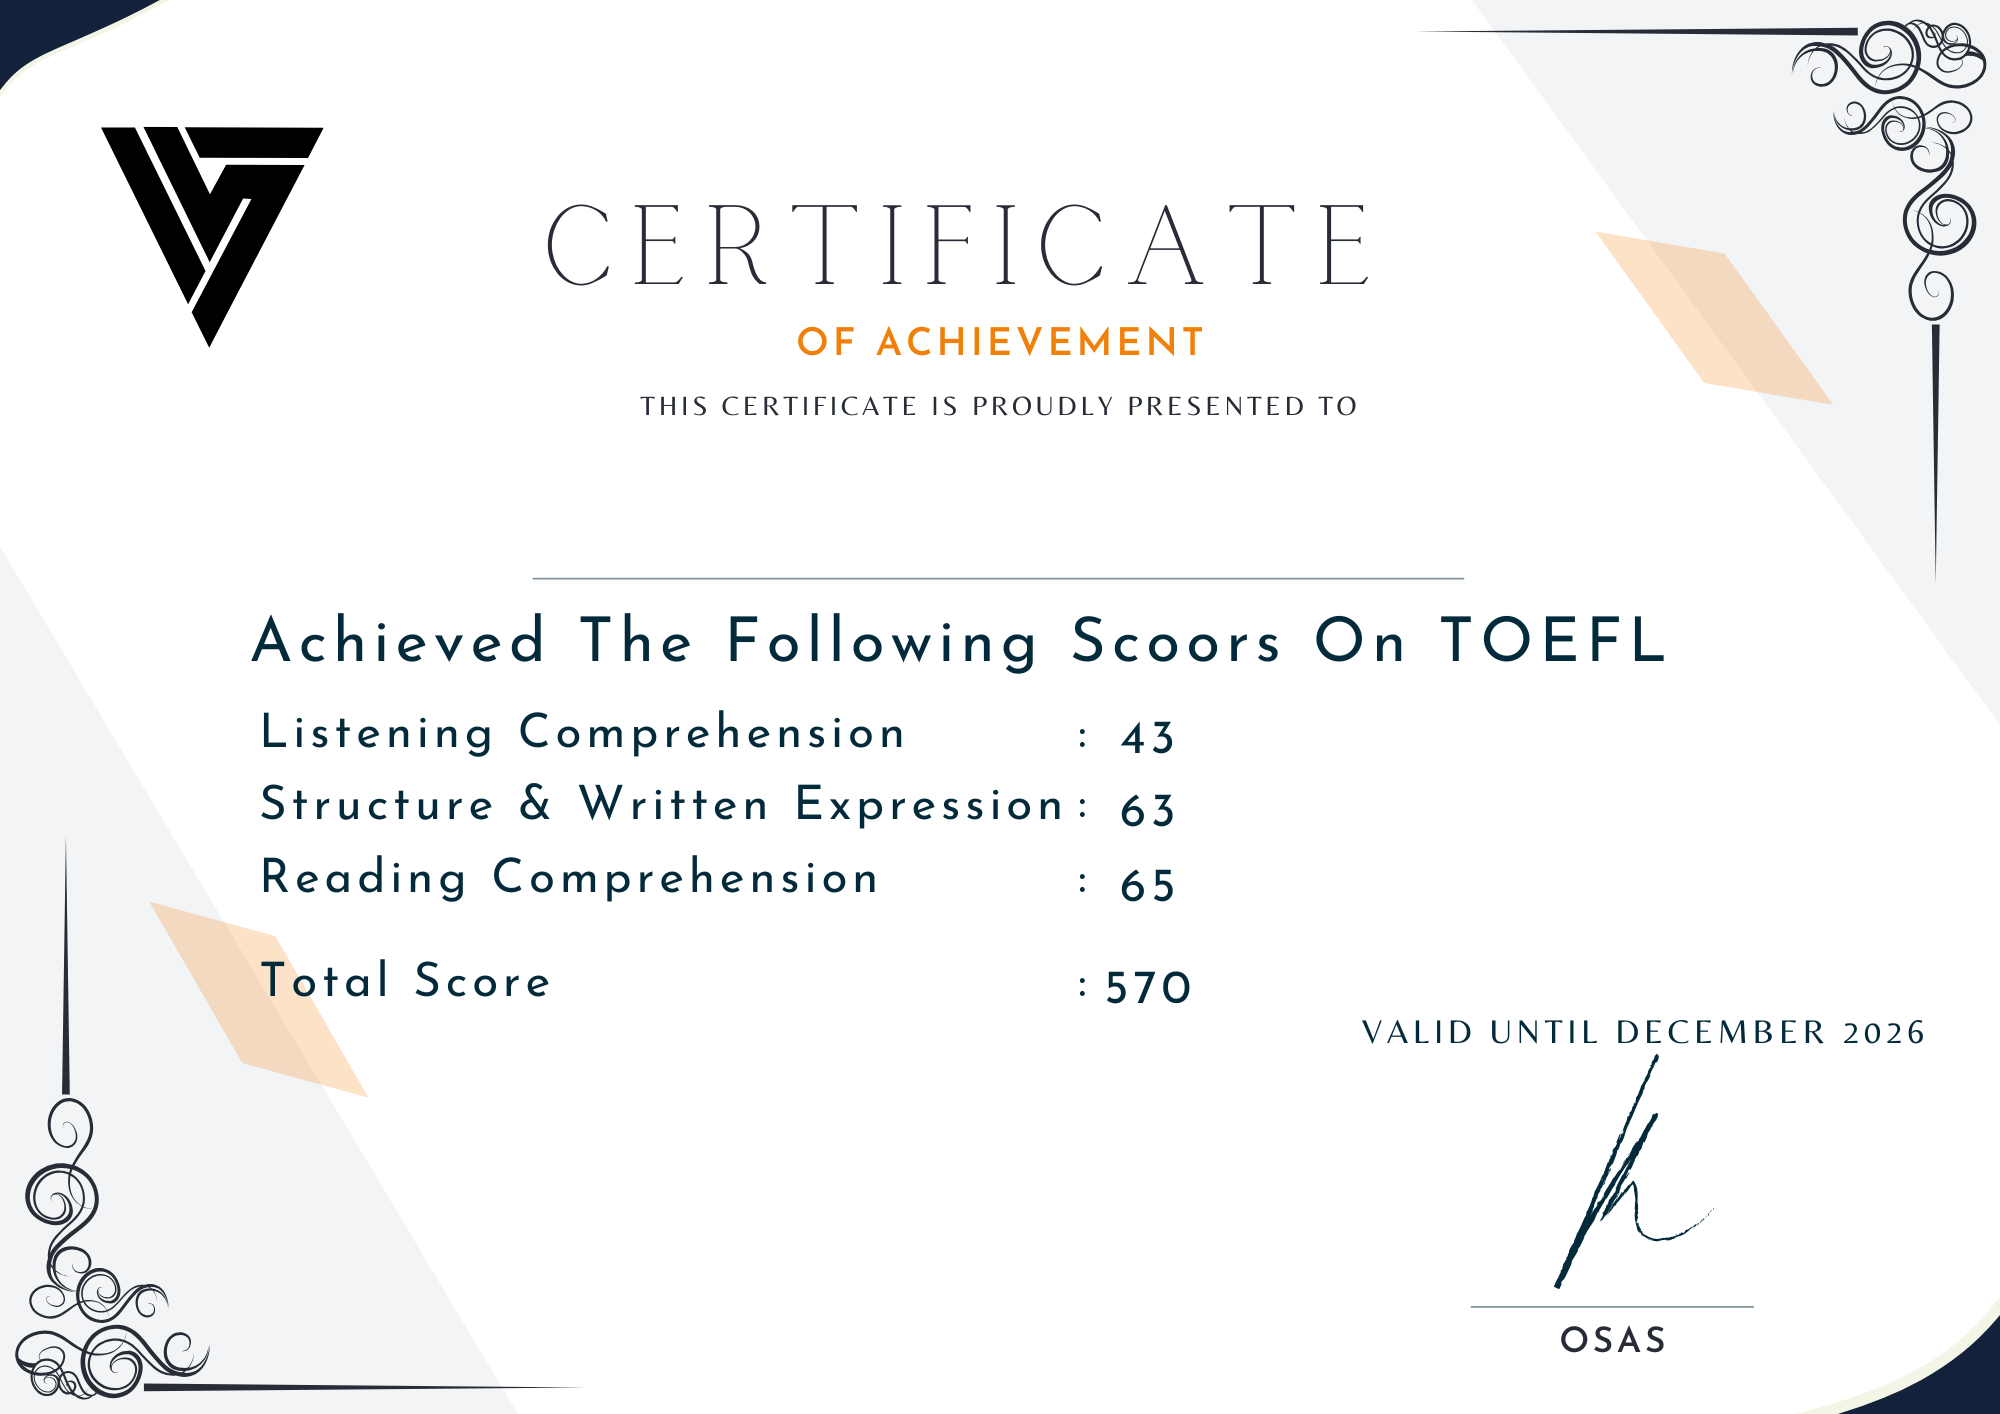 CERTIFICATE
OF ACHIEVEMENT
THIS CERTIFICATE IS PROUDLY PRESENTED TO
Achieved The Following Scoors On TOEFL
Listening Comprehension : 43
Structure & Written Expression : 63
Reading Comprehension : 65
Total Score : 570
VALID UNTIL DECEMBER 2026
OSAS